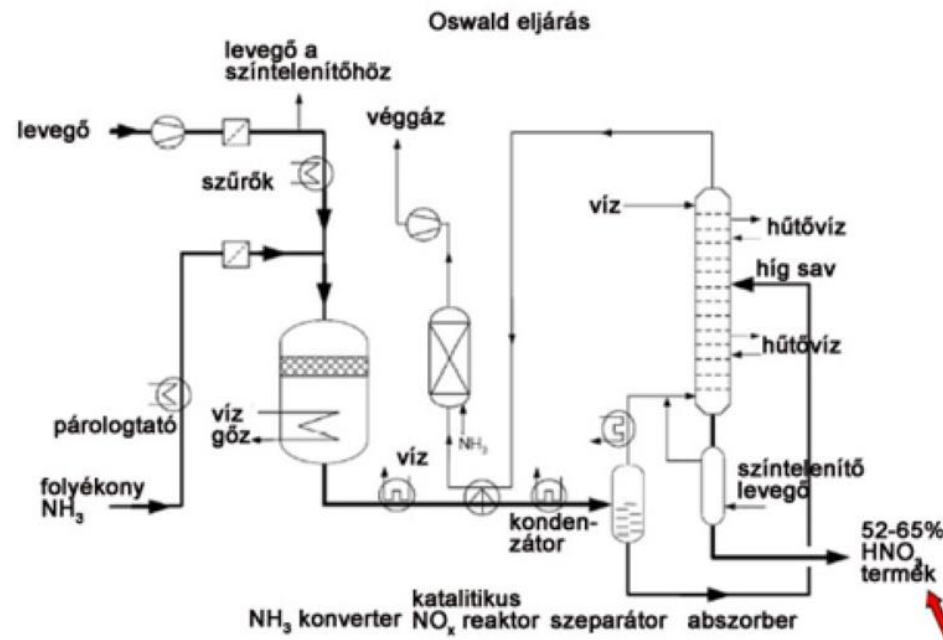 Oswald eljárás
levegő a
színtelenítőhöz
levegő
szűrők
véggáz
víz
hűtővíz
híg sav
hűtővíz
párologtató
víz
gőz
NH₃
víz
folyékony
NH₃
konden-
zátor
színtelenítő
levegő
52-65%
HNO₃
termék
NH₃ konverter
katalitikus
NOₓ reaktor
szeparátor
abszorber